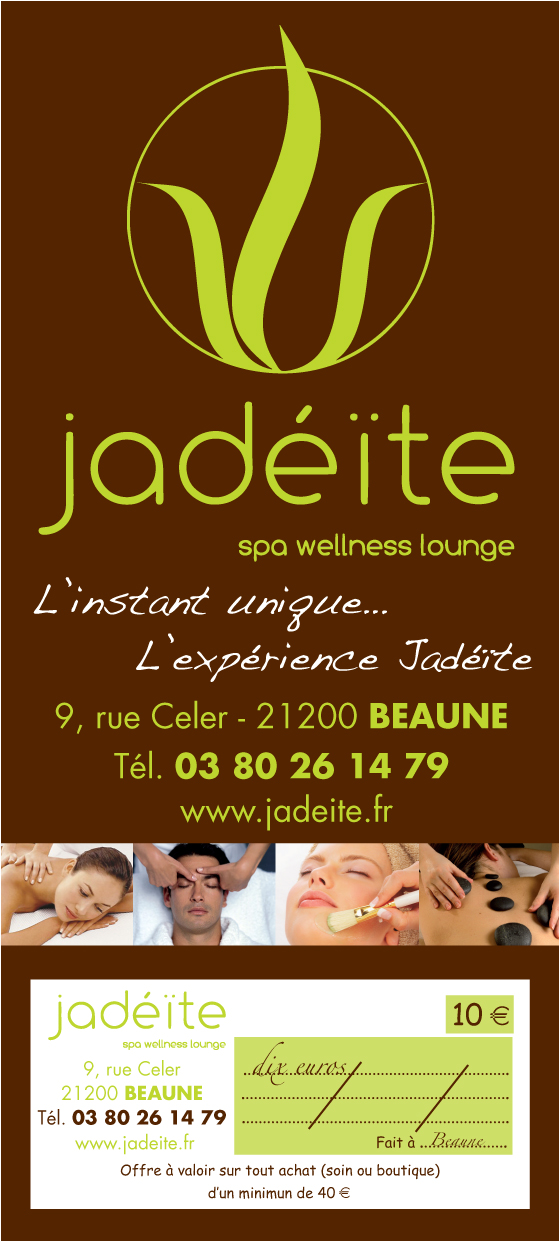 jadéïte
spa wellness lounge
L'instant unique...
L'expérience Jadéïte
9, rue Celer - 21200 BEAUNE
Tél. 03 80 26 14 79
www.jadeite.fr
jadéïte
spa wellness lounge
9, rue Celer
21200 BEAUNE
Tél. 03 80 26 14 79
www.jadeite.fr
10 €
dix euros
Fait à ...Beaune......
Offre à valoir sur tout achat (soin ou boutique)
d'un minimun de 40 €